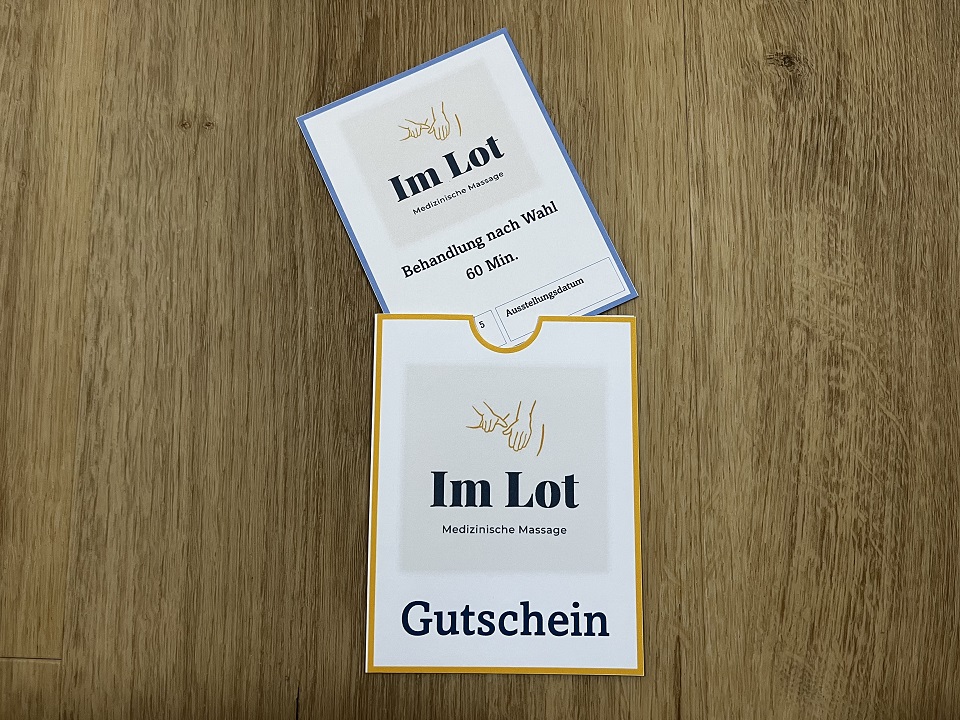 Im Lot
Medizinische Massage
Behandlung nach Wahl
60 Min.
5
Ausstellungsdatum
Im Lot
Medizinische Massage
Gutschein